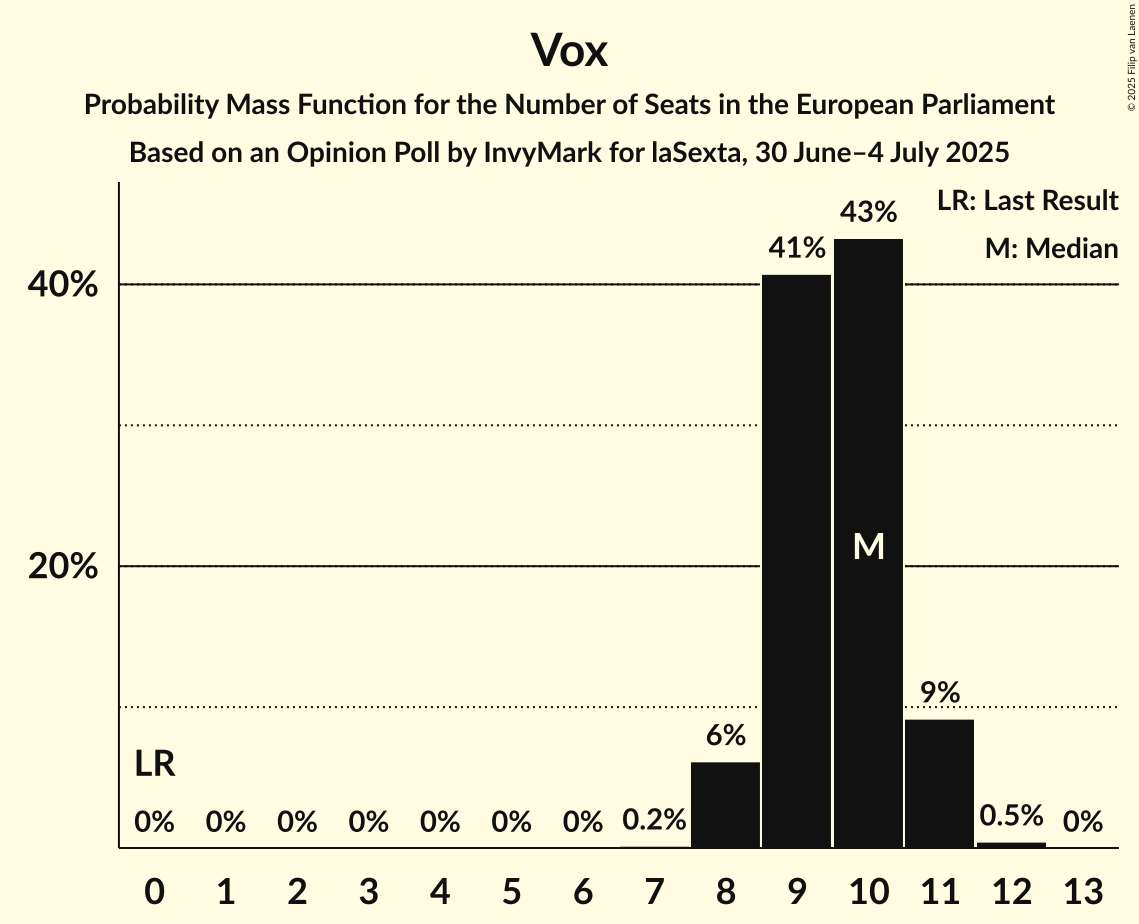 Vox
Probability Mass Function for the Number of Seats in the European Parliament
Based on an Opinion Poll by InvyMark for laSexta, 30 June–4 July 2025
© 2025 Filip van Laenen
LR: Last Result
M: Median
43%
41%
40%
M
20%
9%
6%
LR
0% 0% 0% 0% 0% 0% 0% 0.2% 0.5% 0%
0 1 2 3 4 5 6 7 8 9 10 11 12 13